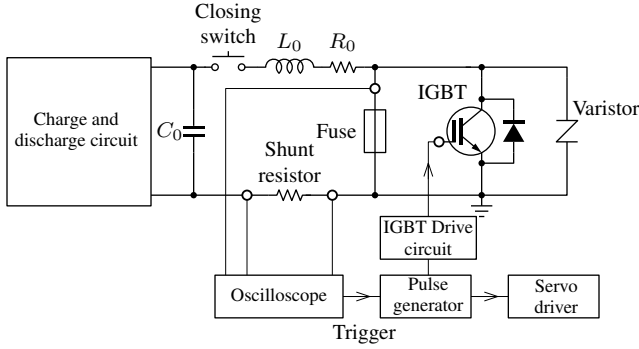 Closing
switch
L₀
R₀
IGBT
Varistor
Charge and
discharge circuit
C₀
Fuse
Shunt
resistor
IGBT Drive
circuit
Oscilloscope
Pulse
generator
Servo
driver
Trigger